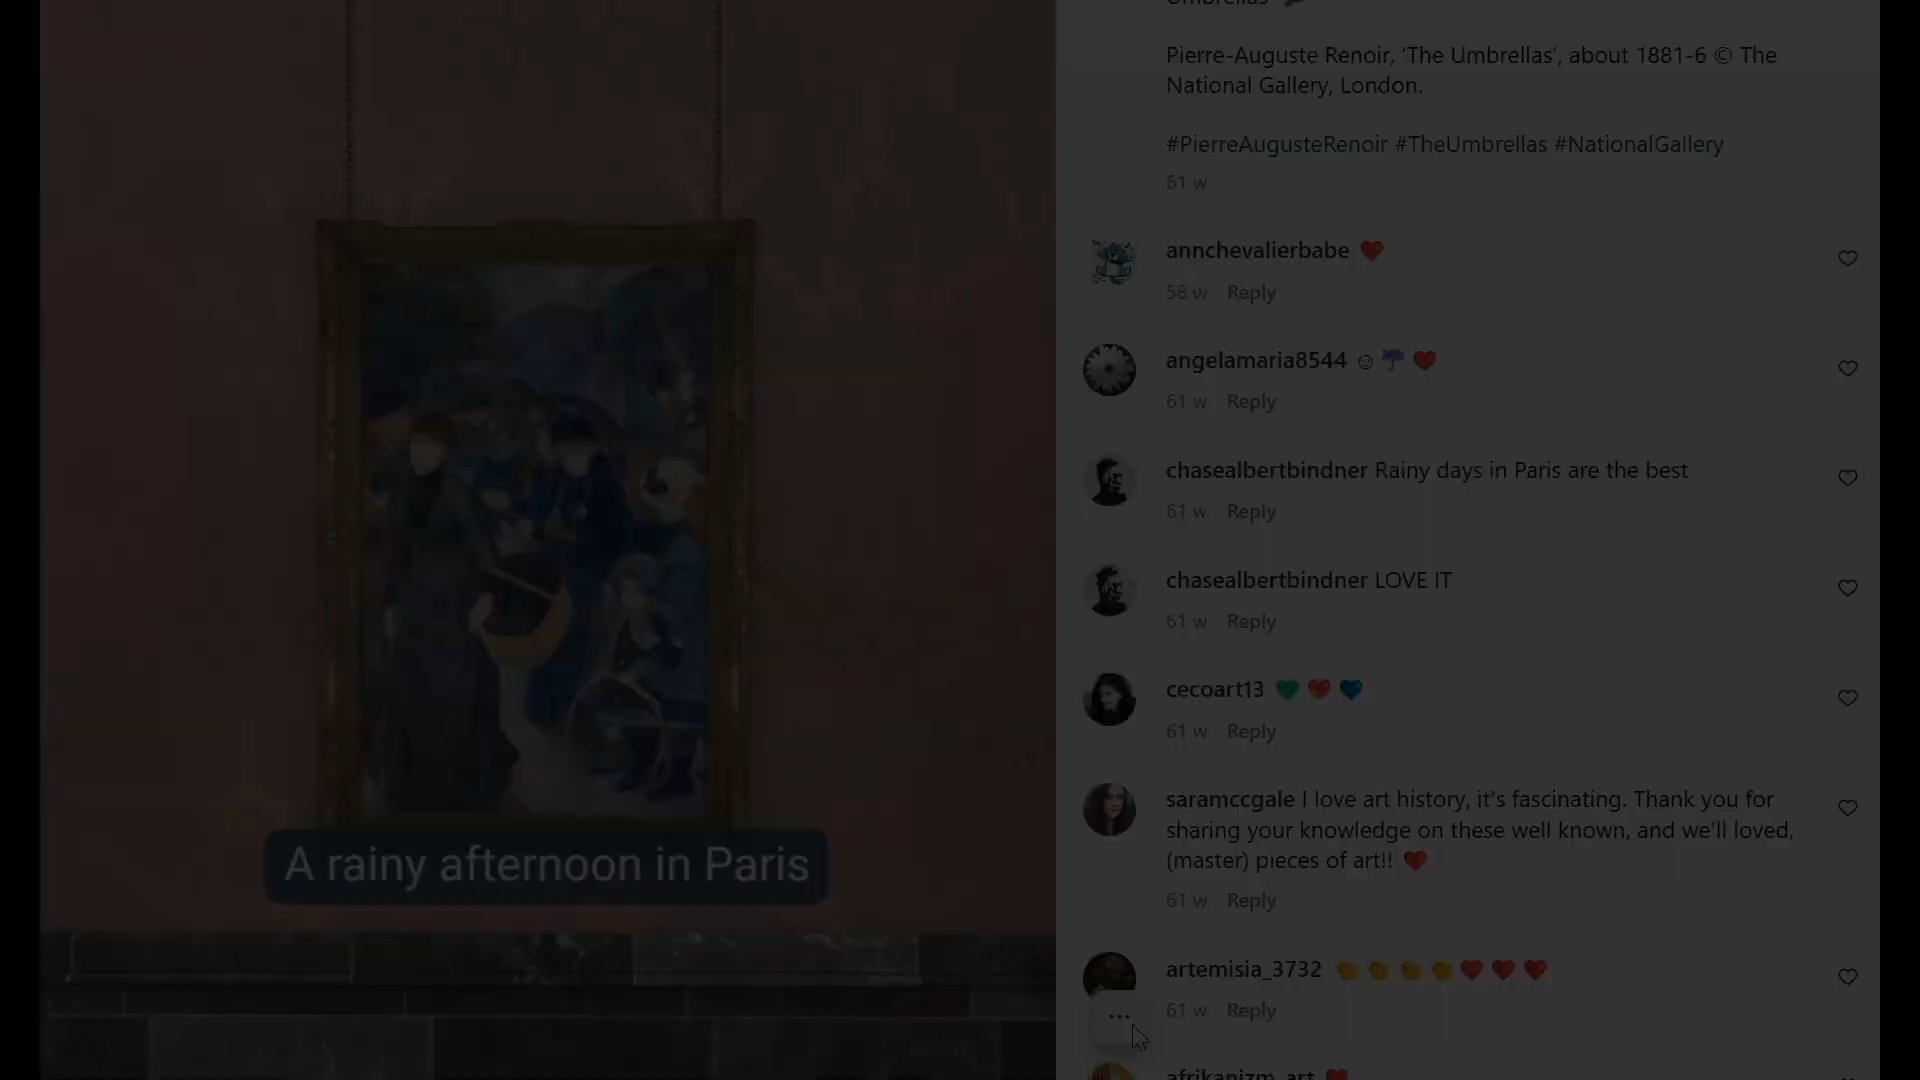 A rainy afternoon in Paris
Umbrellas
Pierre-Auguste Renoir, ‘The Umbrellas’, about 1881-6 © The
National Gallery, London.
#PierreAugusteRenoir #TheUmbrellas #NationalGallery
61 w
annchevalierbabe ❤️
58 w Reply
angelamaria8544 ☺ ☔ ❤️
61 w Reply
chasealbertbindner Rainy days in Paris are the best
61 w Reply
chasealbertbindner LOVE IT
61 w Reply
cecoart13 💚 ❤️ 💙
61 w Reply
saramccgale I love art history, it's fascinating. Thank you for
sharing your knowledge on these well known, and we'll loved,
(master) pieces of art!! ❤️
61 w Reply
artemisia_3732 👏 👏 👏 👏 ❤️ ❤️ ❤️
61 w Reply
afrikanizm_art ❤️